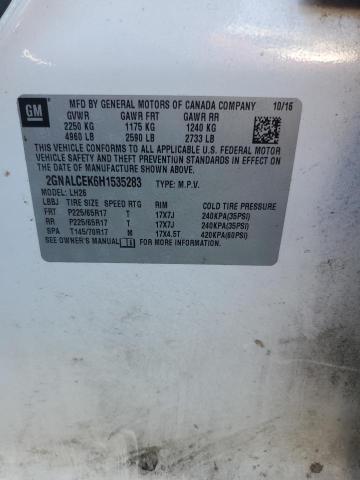 GM
MFD BY GENERAL MOTORS OF CANADA COMPANY 10/16
GVWR GAWR FRT GAWR RR
2250 KG 1175 KG 1240 KG
4960 LB 2590 LB 2733 LB
THIS VEHICLE CONFORMS TO ALL APPLICABLE U.S. FEDERAL MOTOR
VEHICLE SAFETY, BUMPER, AND THEFT PREVENTION
STANDARDS IN EFFECT ON THE
DATE OF MANUFACTURE SHOWN ABOVE.
2GNALCEK6H1535283 TYPE: M.P.V.
MODEL: LH26
LBBJ TIRE SIZE SPEED RTG RIM COLD TIRE PRESSURE
FRT P225/65R17 T 17X7J 240KPA(35PSI)
RR P225/65R17 T 17X7J 240KPA(35PSI)
SPA T145/70R17 M 17X4.5T 420KPA(60PSI)
SEE OWNER'S MANUAL FOR ADDITIONAL INFORMATION.